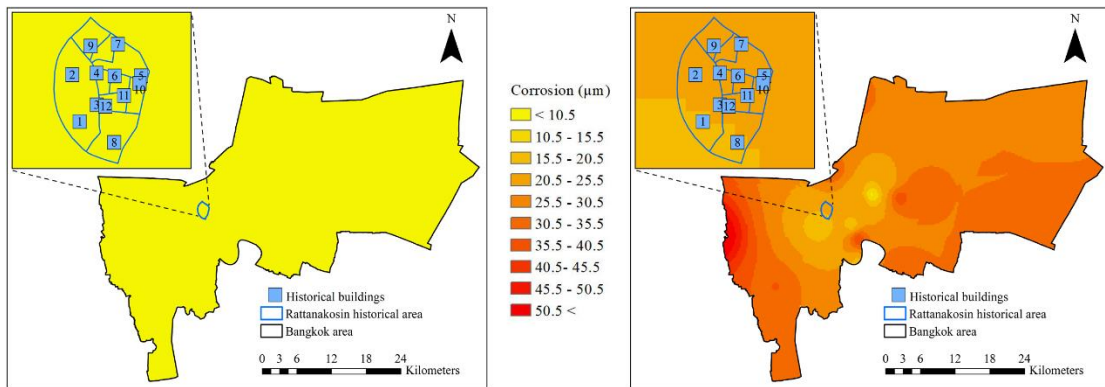 N
9 7
2 4 6 5
10
11
3 12
1
8
Historical buildings
Rattanakosin historical area
Bangkok area
0 3 6 12 18 24
Kilometers
Corrosion (µm)
< 10.5
10.5 - 15.5
15.5 - 20.5
20.5 - 25.5
25.5 - 30.5
30.5 - 35.5
35.5 - 40.5
40.5- 45.5
45.5 - 50.5
50.5 <
N
9 7
2 4 6 5
10
11
3 12
1
8
Historical buildings
Rattanakosin historical area
Bangkok area
0 3 6 12 18 24
Kilometers